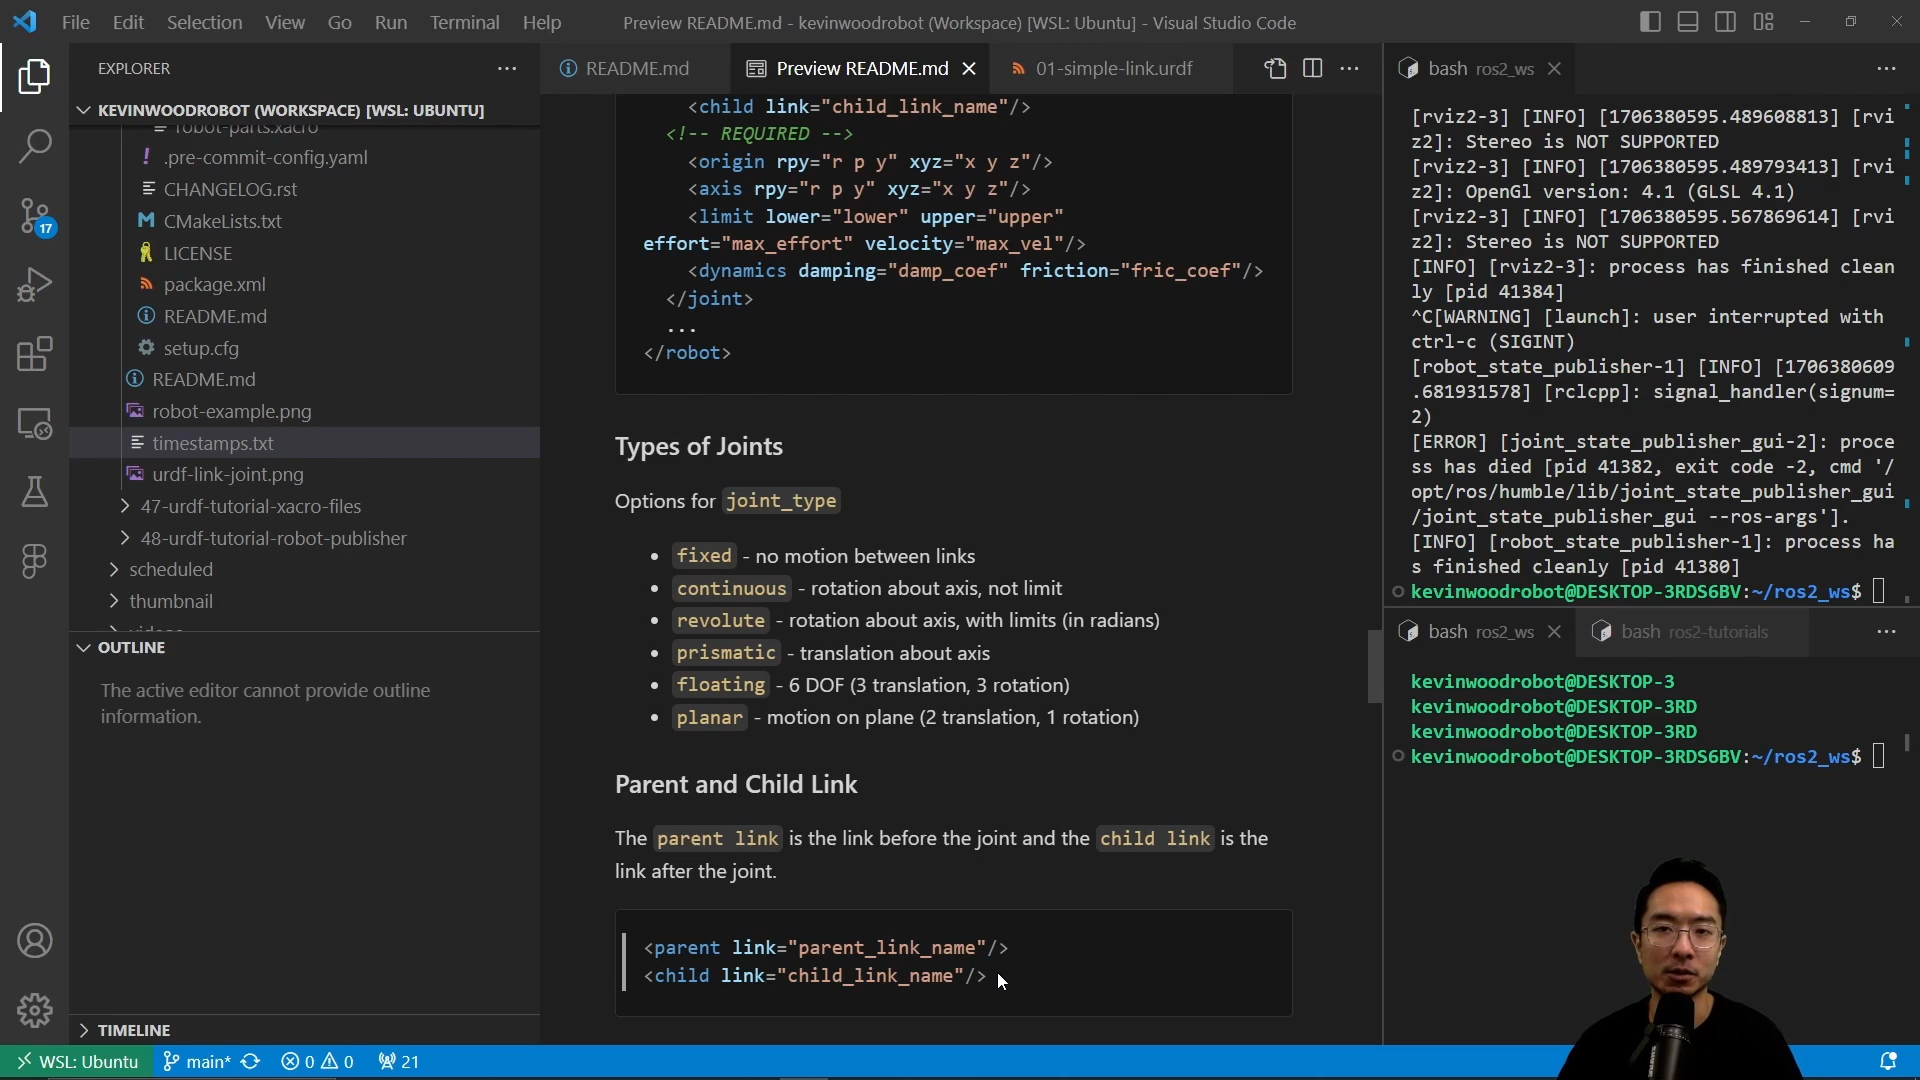 File Edit Selection View Go Run Terminal Help
Preview README.md - kevinwoodrobot (Workspace) [WSL: Ubuntu] - Visual Studio Code
EXPLORER
KEVINWOODROBOT (WORKSPACE) [WSL: UBUNTU]
robot-parts.xacro
.pre-commit-config.yaml
CHANGELOG.rst
CMakeLists.txt
LICENSE
package.xml
README.md
setup.cfg
README.md
robot-example.png
timestamps.txt
urdf-link-joint.png
47-urdf-tutorial-xacro-files
48-urdf-tutorial-robot-publisher
scheduled
thumbnail
OUTLINE
The active editor cannot provide outline
information.
TIMELINE
17
README.md
Preview README.md
01-simple-link.urdf
<child link="child_link_name"/>
<!-- REQUIRED -->
<origin rpy="r p y" xyz="x y z"/>
<axis rpy="r p y" xyz="x y z"/>
<limit lower="lower" upper="upper"
effort="max_effort" velocity="max_vel"/>
<dynamics damping="damp_coef" friction="fric_coef"/>
</joint>
...
</robot>
Types of Joints
Options for joint_type
• fixed - no motion between links
• continuous - rotation about axis, not limit
• revolute - rotation about axis, with limits (in radians)
• prismatic - translation about axis
• floating - 6 DOF (3 translation, 3 rotation)
• planar - motion on plane (2 translation, 1 rotation)
Parent and Child Link
The parent link is the link before the joint and the child link is the
link after the joint.
<parent link="parent_link_name"/>
<child link="child_link_name"/>
bash ros2_ws
[rviz2-3] [INFO] [1706380595.489608813] [rvi
z2]: Stereo is NOT SUPPORTED
[rviz2-3] [INFO] [1706380595.489793413] [rvi
z2]: OpenGl version: 4.1 (GLSL 4.1)
[rviz2-3] [INFO] [1706380595.567869614] [rvi
z2]: Stereo is NOT SUPPORTED
[INFO] [rviz2-3]: process has finished clean
ly [pid 41384]
^C[WARNING] [launch]: user interrupted with
ctrl-c (SIGINT)
[robot_state_publisher-1] [INFO] [1706380609
.681931578] [rclcpp]: signal_handler(signum=
2)
[ERROR] [joint_state_publisher_gui-2]: proce
ss has died [pid 41382, exit code -2, cmd '/
opt/ros/humble/lib/joint_state_publisher_gui
/joint_state_publisher_gui --ros-args'].
[INFO] [robot_state_publisher-1]: process ha
s finished cleanly [pid 41380]
kevinwoodrobot@DESKTOP-3RDS6BV:~/ros2_ws$
bash ros2_ws
bash ros2-tutorials
kevinwoodrobot@DESKTOP-3
kevinwoodrobot@DESKTOP-3RD
kevinwoodrobot@DESKTOP-3RD
kevinwoodrobot@DESKTOP-3RDS6BV:~/ros2_ws$
WSL: Ubuntu main* 0 0 21